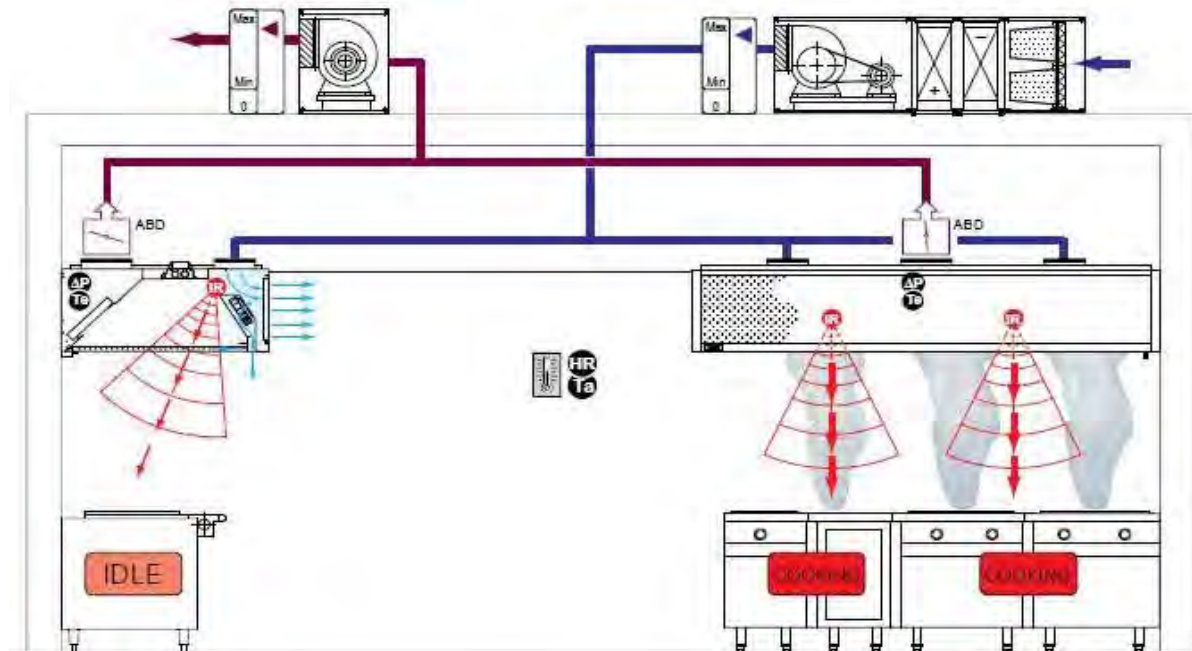 Max
Min
0
Max
Min
0
+
−
ABD
ABD
ΔP
Te
IR
ΔP
Te
IR
IR
HR
Ta
IDLE
COOKING
COOKING